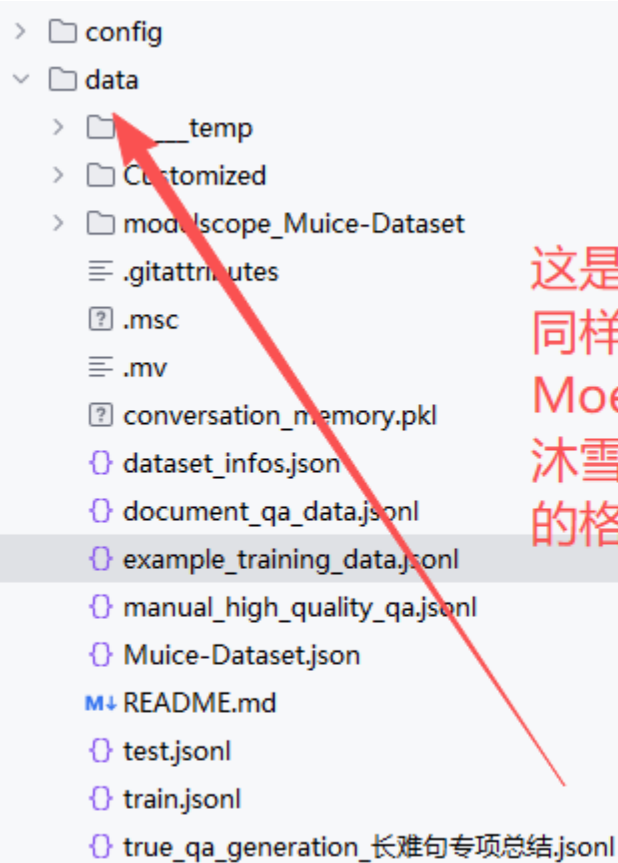 config
data
____temp
Customized
modelscope_Muice-Dataset
.gitattributes
.msc
.mv
conversation_memory.pkl
dataset_infos.json
document_qa_data.jsonl
example_training_data.jsonl
manual_high_quality_qa.jsonl
Muice-Dataset.json
README.md
test.jsonl
train.jsonl
true_qa_generation_长难句专项总结.jsonl
这是
同样
Moe
沐雪
的格